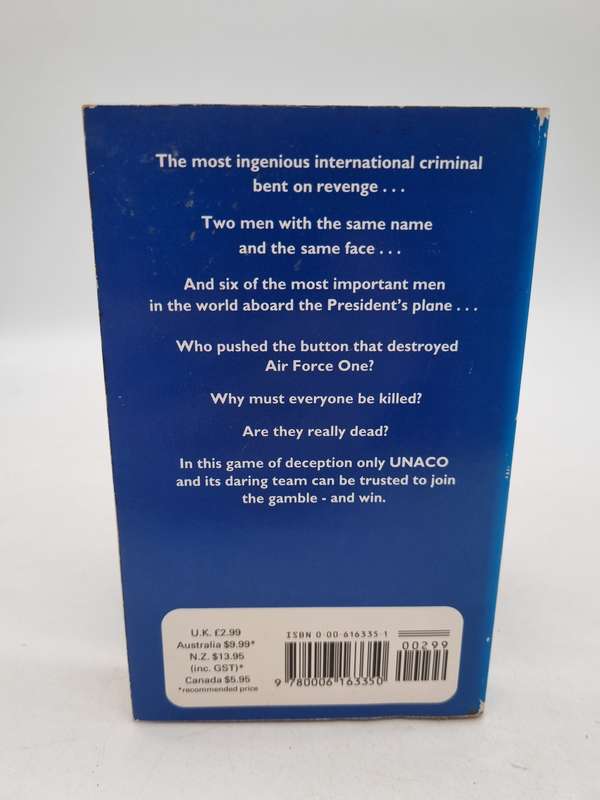 The most ingenious international criminal
bent on revenge . . .
Two men with the same name
and the same face . . .
And six of the most important men
in the world aboard the President's plane . . .
Who pushed the button that destroyed
Air Force One?
Why must everyone be killed?
Are they really dead?
In this game of deception only UNACO
and its daring team can be trusted to join
the gamble - and win.
U.K. £2.99
Australia $9.99*
N.Z. $13.95
(inc. GST)*
Canada $5.95
*recommended price
ISBN 0-00-616335-1
00299
9 780006 163350